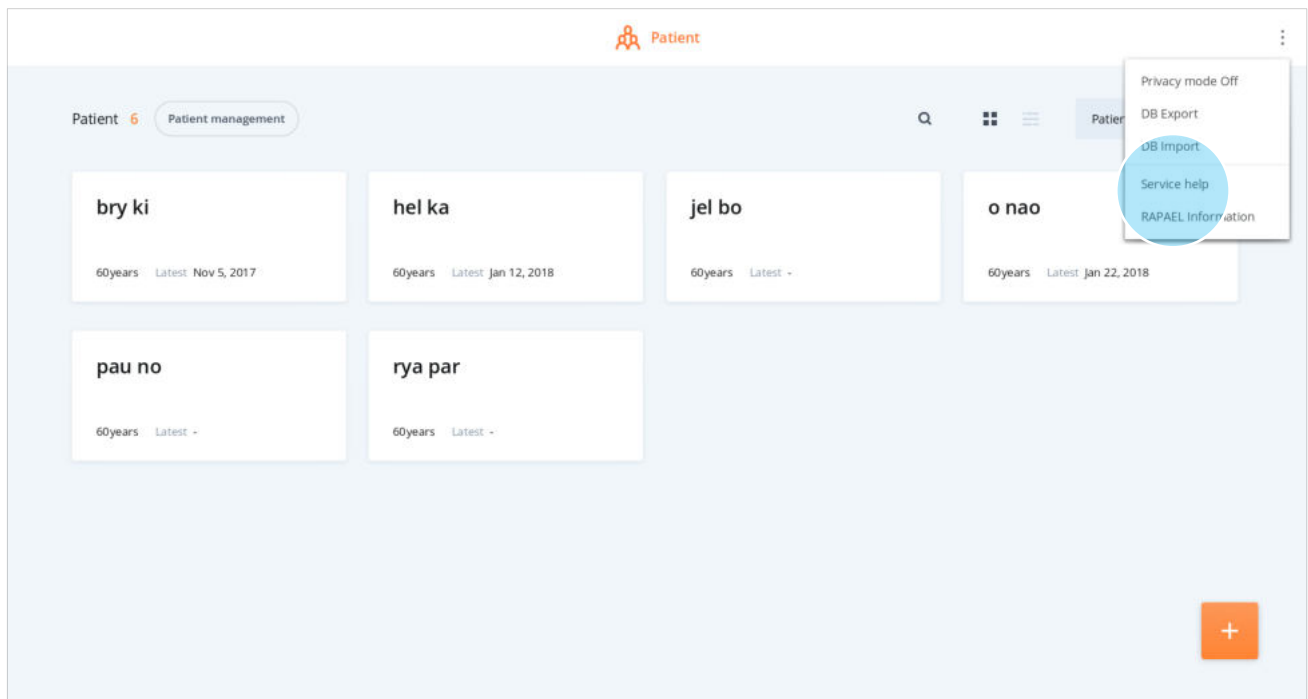 Patient
Patient 6 Patient management
Patien
Privacy mode Off
DB Export
DB Import
Service help
RAPAEL Information
bry ki
60years Latest Nov 5, 2017
hel ka
60years Latest Jan 12, 2018
jel bo
60years Latest -
o nao
60years Latest Jan 22, 2018
pau no
60years Latest -
rya par
60years Latest -